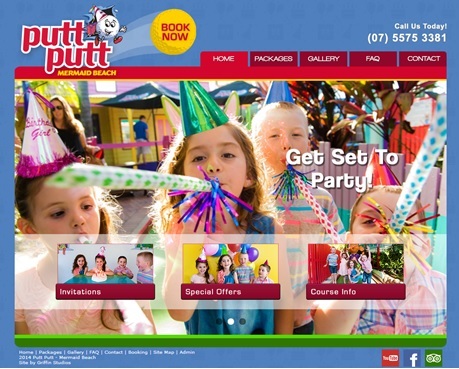 putt
putt
MERMAID BEACH
BOOK
NOW
Call Us Today!
(07) 5575 3381
HOME
PACKAGES
GALLERY
FAQ
CONTACT
Birthday
Girl
Get Set To
Party!
Invitations
Special Offers
Course Info
Home | Packages | Gallery | FAQ | Contact | Booking | Site Map | Admin
2014 Putt Putt - Mermaid Beach
Site by Griffin Studios
You
Tube
f